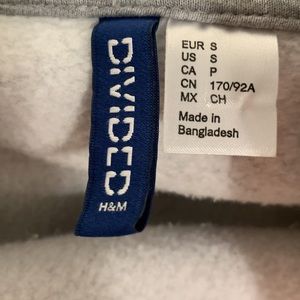 DIVIDED
H&M
EUR S
US S
CA P
CN 170/92A
MX CH
Made in
Bangladesh